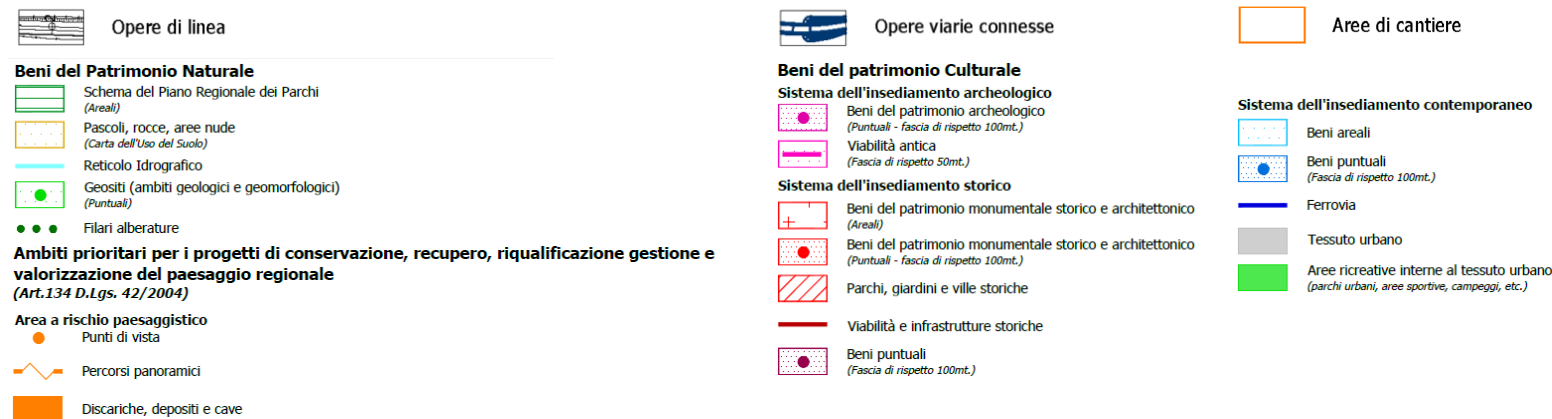 Opere di linea
Opere viarie connesse
Aree di cantiere
Beni del Patrimonio Naturale
Schema del Piano Regionale dei Parchi
(Areali)
Pascoli, rocce, aree nude
(Carta dell'Uso del Suolo)
Reticolo Idrografico
Geositi (ambiti geologici e geomorfologici)
(Puntuali)
Filari alberature
Ambiti prioritari per i progetti di conservazione, recupero, riqualificazione gestione e
valorizzazione del paesaggio regionale
(Art.134 D.Lgs. 42/2004)
Area a rischio paesaggistico
Punti di vista
Percorsi panoramici
Discariche, depositi e cave
Beni del patrimonio Culturale
Sistema dell'insediamento archeologico
Beni del patrimonio archeologico
(Puntuali - fascia di rispetto 100mt.)
Viabilità antica
(Fascia di rispetto 50mt.)
Sistema dell'insediamento storico
Beni del patrimonio monumentale storico e architettonico
(Areali)
Beni del patrimonio monumentale storico e architettonico
(Puntuali - fascia di rispetto 100mt.)
Parchi, giardini e ville storiche
Viabilità e infrastrutture storiche
Beni puntuali
(Fascia di rispetto 100mt.)
Sistema dell'insediamento contemporaneo
Beni areali
Beni puntuali
(Fascia di rispetto 100mt.)
Ferrovia
Tessuto urbano
Aree ricreative interne al tessuto urbano
(parchi urbani, aree sportive, campeggi, etc.)